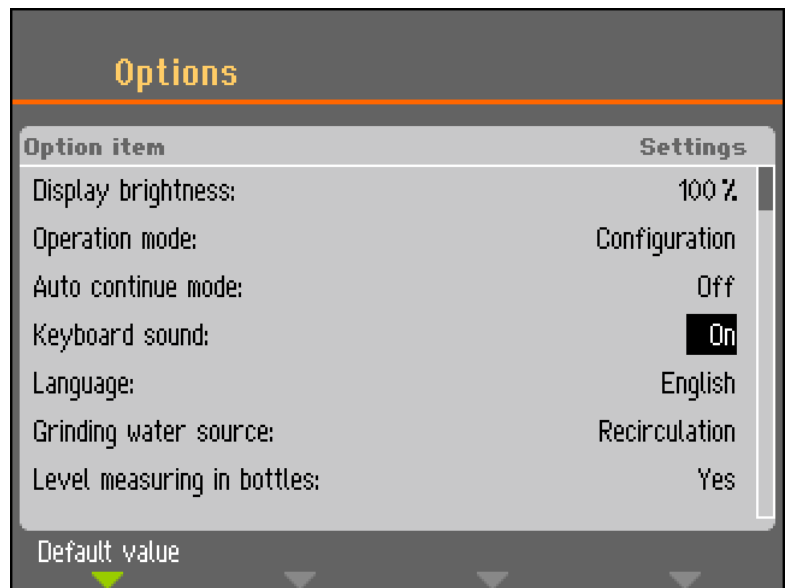 Options
Option item Settings
Display brightness: 100 %
Operation mode: Configuration
Auto continue mode: Off
Keyboard sound: On
Language: English
Grinding water source: Recirculation
Level measuring in bottles: Yes
Default value